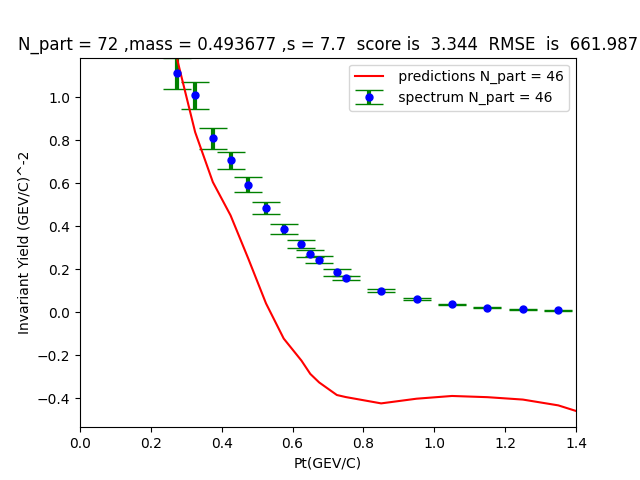 N_part = 72 ,mass = 0.493677 ,s = 7.7 score is 3.344 RMSE is 661.987
predictions N_part = 46
spectrum N_part = 46
Invariant Yield (GEV/C)^-2
1.0
0.8
0.6
0.4
0.2
0.0
−0.2
−0.4
0.0 0.2 0.4 0.6 0.8 1.0 1.2 1.4
Pt(GEV/C)